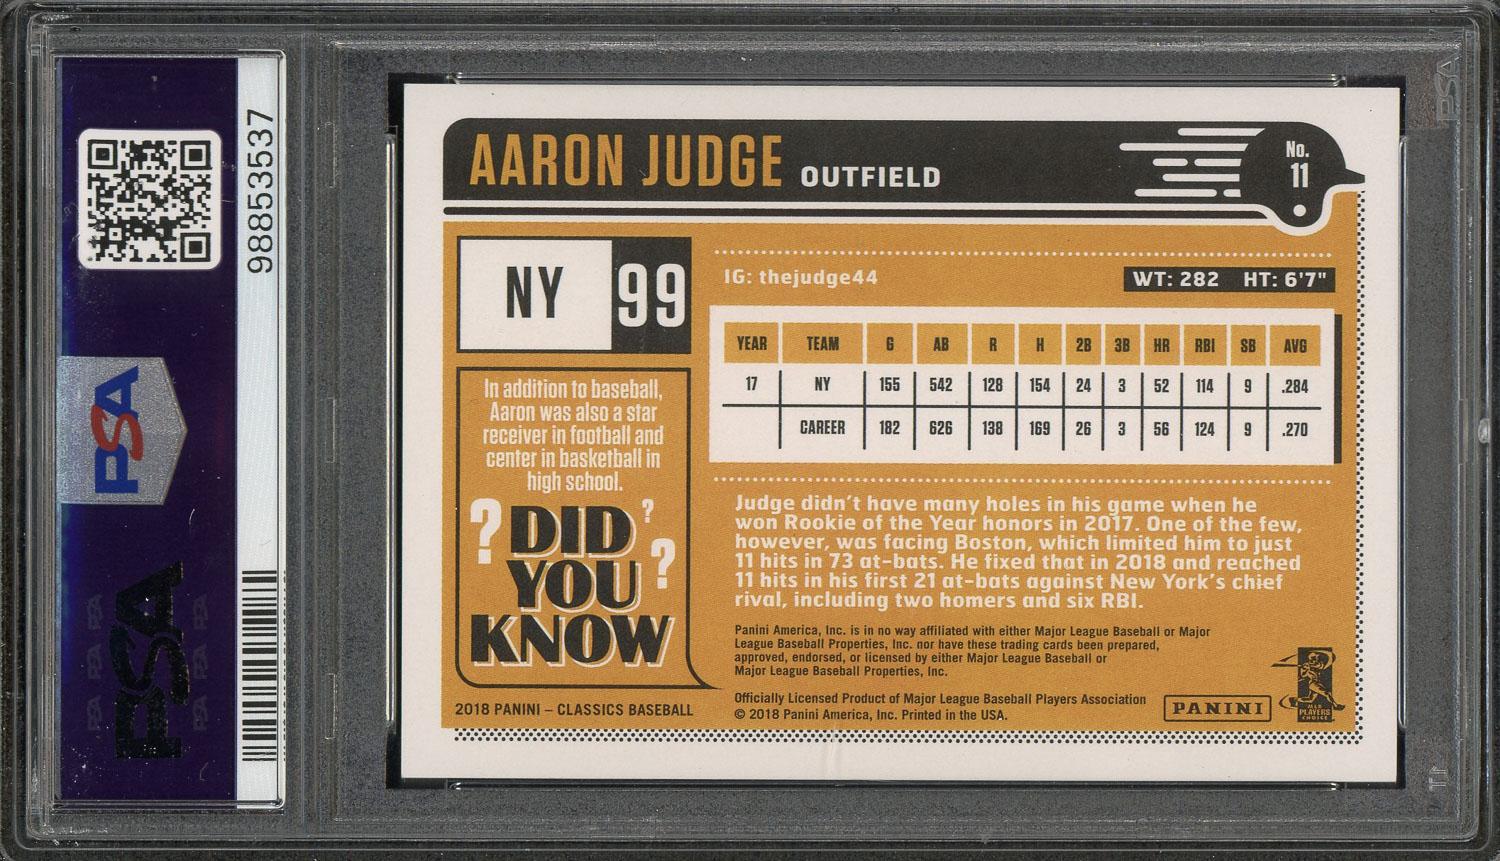 98853537
PSA
PSA
AARON JUDGE OUTFIELD
No.
11
NY 99
IG: thejudge44
WT: 282 HT: 6'7"
YEAR TEAM G AB R H 2B 3B HR RBI SB AVG
17 NY 155 542 128 154 24 3 52 114 9 .284
CAREER 182 626 138 169 26 3 56 124 9 .270
In addition to baseball,
Aaron was also a star
receiver in football and
center in basketball in
high school.
? DID ?
YOU ?
KNOW
Judge didn't have many holes in his game when he
won Rookie of the Year honors in 2017. One of the few,
however, was facing Boston, which limited him to just
11 hits in 73 at-bats. He fixed that in 2018 and reached
11 hits in his first 21 at-bats against New York's chief
rival, including two homers and six RBI.
Panini America, Inc. is in no way affiliated with either Major League Baseball or Major
League Baseball Properties, Inc. nor have these trading cards been prepared,
approved, endorsed, or licensed by either Major League Baseball or
Major League Baseball Properties, Inc.
Officially Licensed Product of Major League Baseball Players Association
© 2018 Panini America, Inc. Printed in the USA.
2018 PANINI – CLASSICS BASEBALL
PANINI
MLB
PLAYERS
CHOICE
PSA